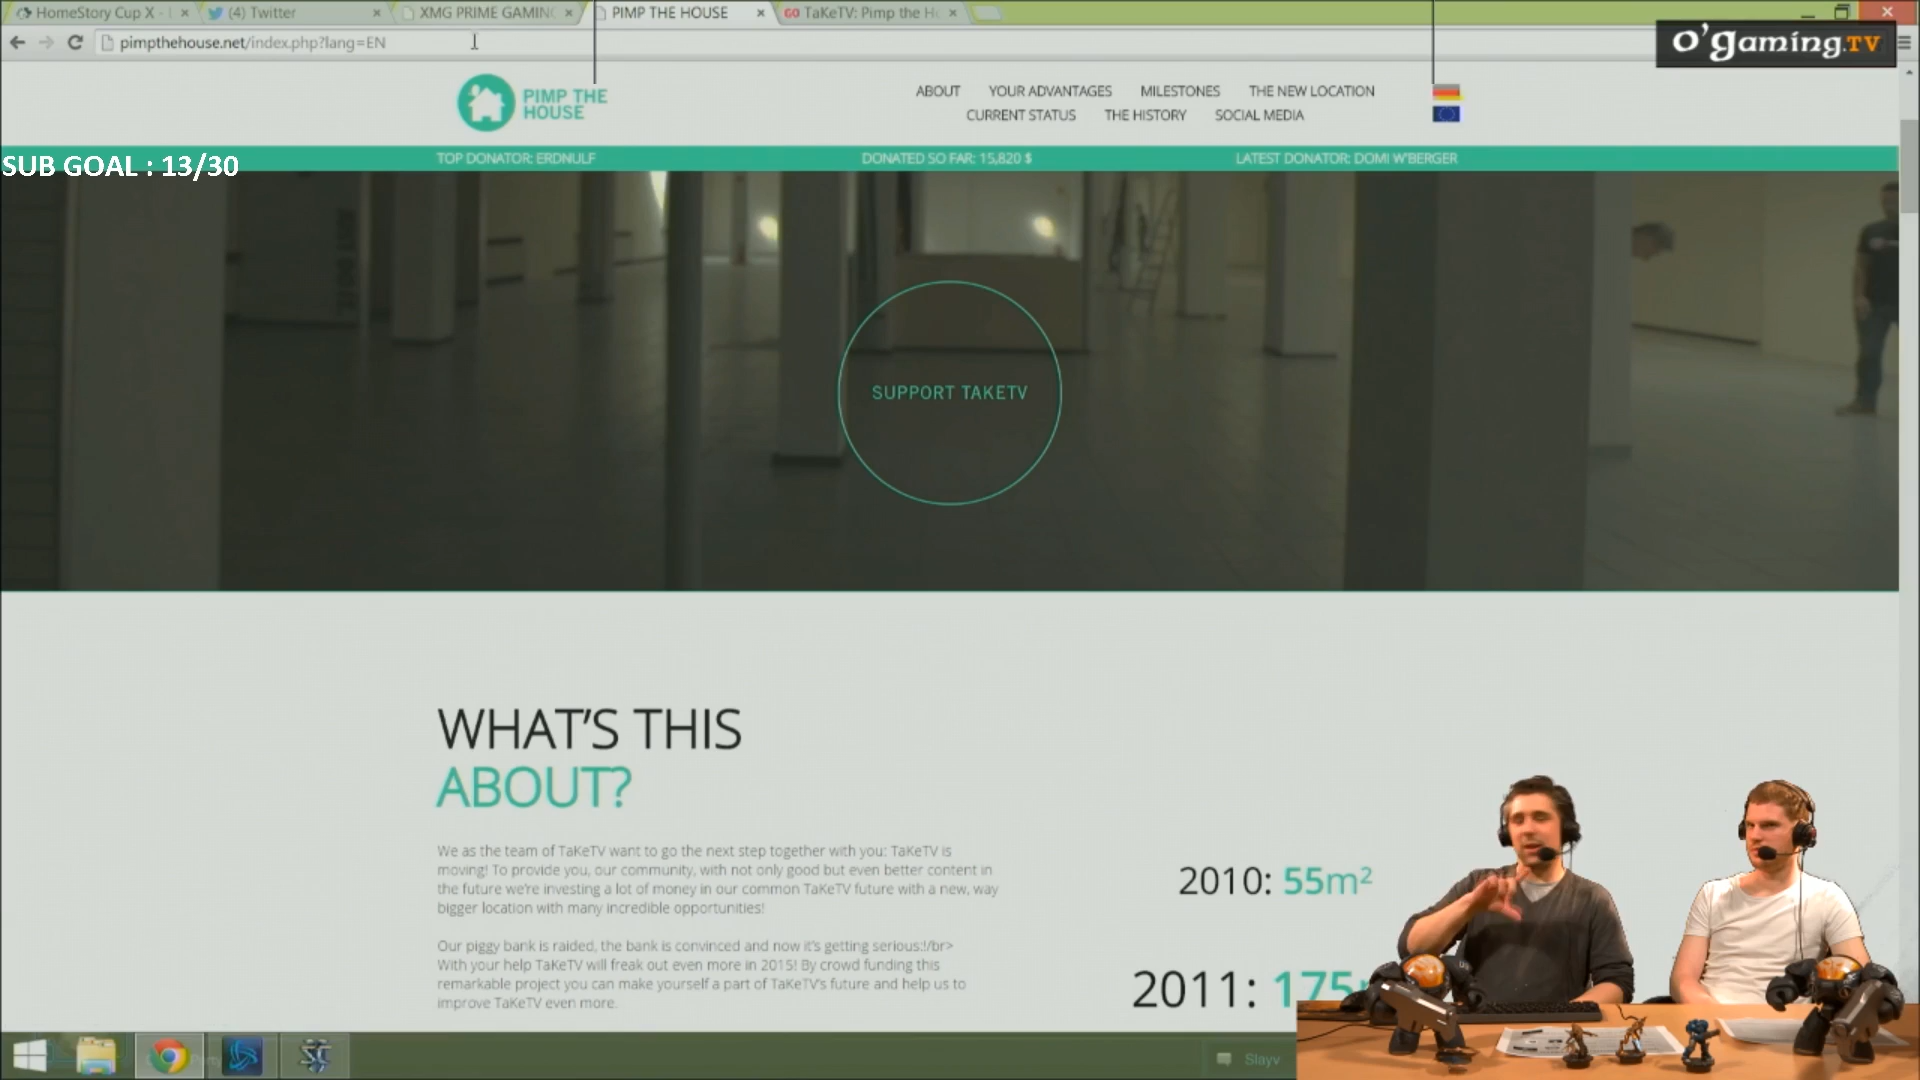 HomeStory Cup X -
(4) Twitter
XMG PRIME GAMING
PIMP THE HOUSE
GO TaKeTV: Pimp the H
pimpthehouse.net/index.php?lang=EN
o'gaming.TV
PIMP THE
HOUSE
ABOUT YOUR ADVANTAGES MILESTONES THE NEW LOCATION
CURRENT STATUS THE HISTORY SOCIAL MEDIA
SUB GOAL : 13/30
TOP DONATOR: ERDNULF DONATED SO FAR: 15,820 $ LATEST DONATOR: DOMI W'BERGER
SUPPORT TAKETV
WHAT'S THIS
ABOUT?
We as the team of TaKeTV want to go the next step together with you: TaKeTV is
moving! To provide you, our community, with not only good but even better content in
the future we're investing a lot of money in our common TaKeTV future with a new, way
bigger location with many incredible opportunities!
Our piggy bank is raided, the bank is convinced and now it's getting serious:!/br>
With your help TaKeTV will freak out even more in 2015! By crowd funding this
remarkable project you can make yourself a part of TaKeTV's future and help us to
improve TaKeTV even more.
2010: 55m²
2011: 175
Slayv